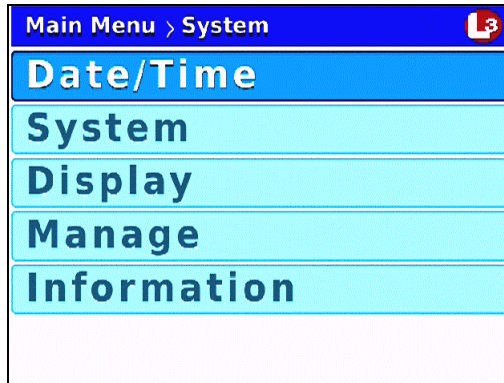 Main Menu > System
L3
Date/Time
System
Display
Manage
Information